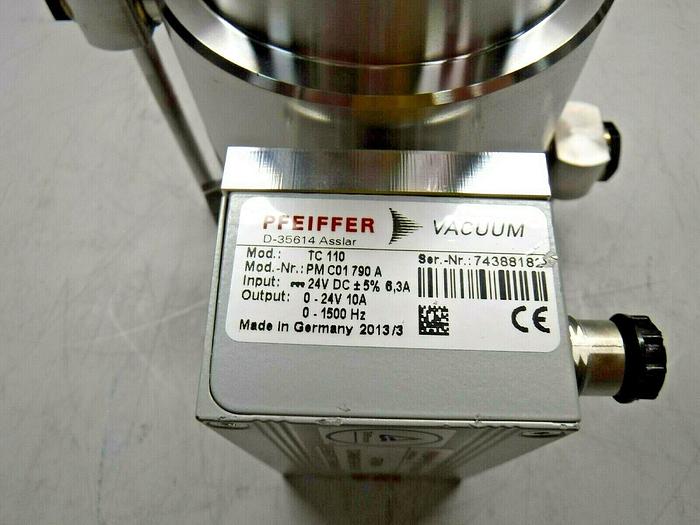 PFEIFFER VACUUM
D-35614 Asslar
Mod.: TC 110
Mod.-Nr.: PM C01 790 A
Ser.-Nr.: 7438818
Input: 24V DC ± 5% 6,3A
Output: 0 - 24V 10A
0 - 1500 Hz
Made in Germany 2013/3
CE